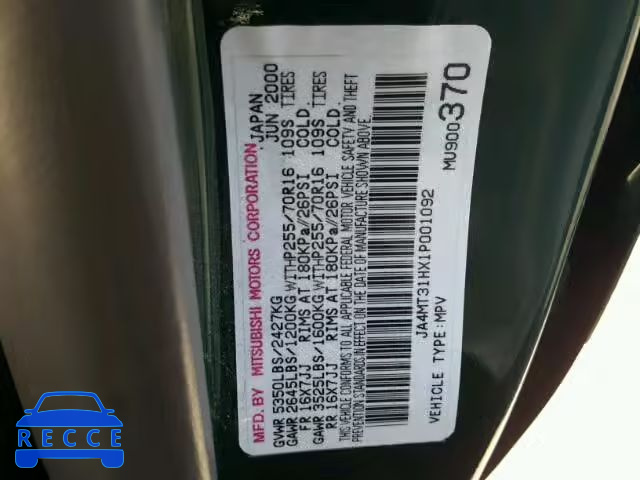 MFD. BY MITSUBISHI MOTORS CORPORATION JAPAN
GVWR 5350LBS/2427KG JUN 2000
GAWR 2645LBS/1200KG WITH P255/70R16 109S TIRES
FR 16X7JJ RIMS AT 180KPa/26PSI COLD.
GAWR 3525LBS/1600KG WITH P255/70R16 109S TIRES
RR 16X7JJ RIMS AT 180KPa/26PSI COLD.
THIS VEHICLE CONFORMS TO ALL APPLICABLE FEDERAL MOTOR VEHICLE SAFETY AND THEFT
PREVENTION STANDARDS IN EFFECT ON THE DATE OF MANUFACTURE SHOWN ABOVE.
JA4MT31HX1P001092
VEHICLE TYPE:MPV MU900370
RECCE